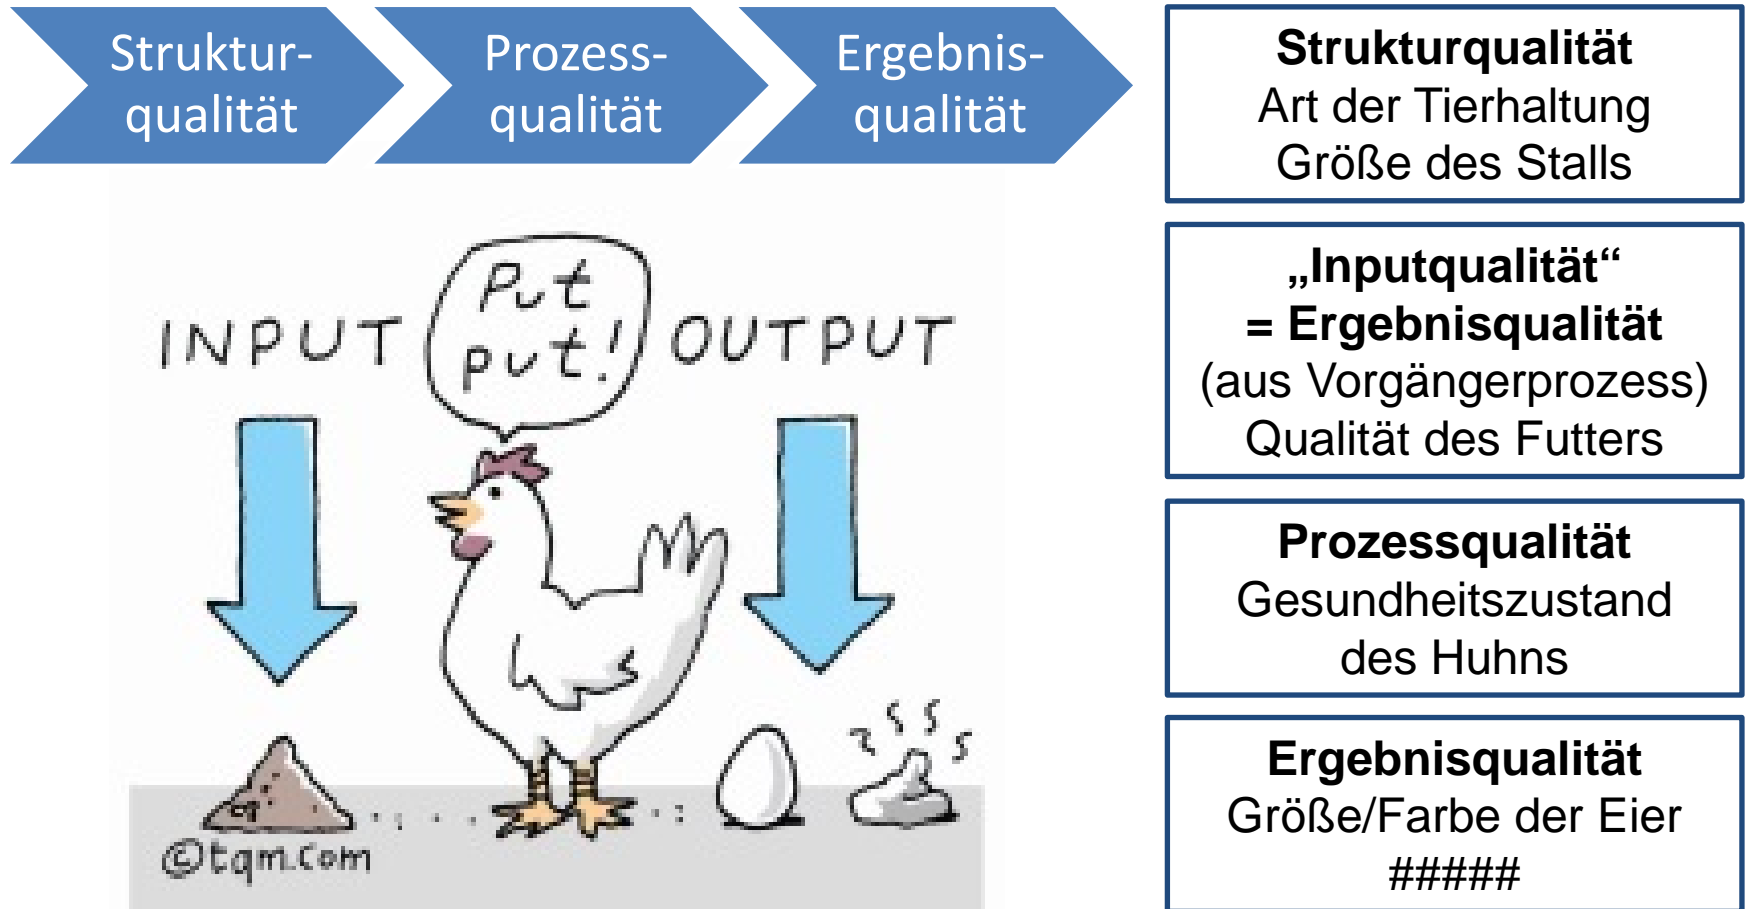 Struktur-
qualität
Prozess-
qualität
Ergebnis-
qualität
INPUT
Put
put!
OUTPUT
©tqm.com
Strukturqualität
Art der Tierhaltung
Größe des Stalls
„Inputqualität“
= Ergebnisqualität
(aus Vorgängerprozess)
Qualität des Futters
Prozessqualität
Gesundheitszustand
des Huhns
Ergebnisqualität
Größe/Farbe der Eier
#####